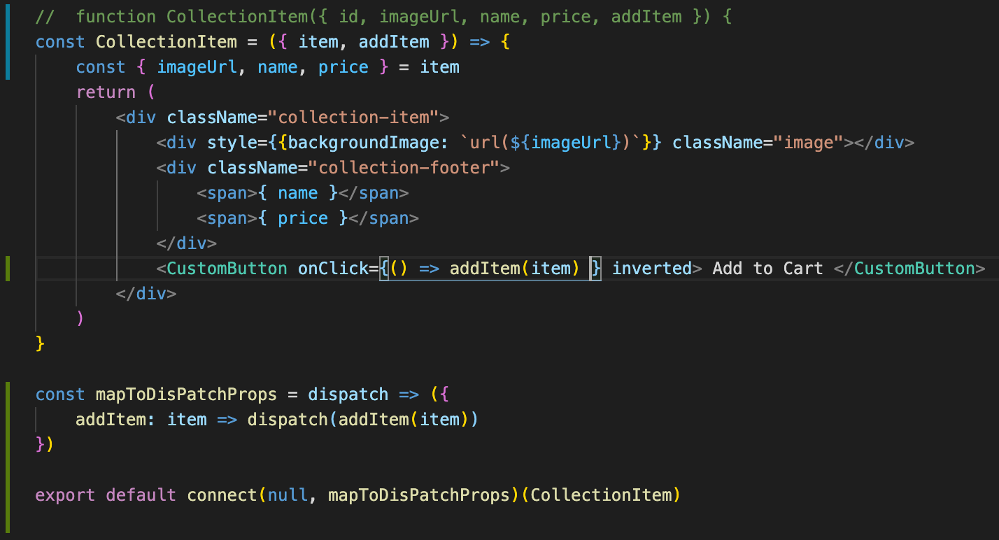 //  function CollectionItem({ id, imageUrl, name, price, addItem }) {
const CollectionItem = ({ item, addItem }) => {
    const { imageUrl, name, price } = item
    return (
        <div className="collection-item">
            <div style={{backgroundImage: `url(${imageUrl})`}} className="image"></div>
            <div className="collection-footer">
                <span>{ name }</span>
                <span>{ price }</span>
            </div>
            <CustomButton onClick={() => addItem(item) } inverted> Add to Cart </CustomButton>
        </div>
    )
}

const mapToDisPatchProps = dispatch => ({
    addItem: item => dispatch(addItem(item))
})

export default connect(null, mapToDisPatchProps)(CollectionItem)